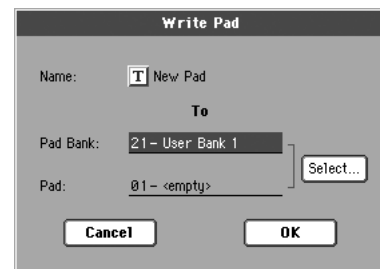 Write Pad
Name: T New Pad
To
Pad Bank: 21- User Bank 1
Select...
Pad: 01- <empty>
Cancel OK